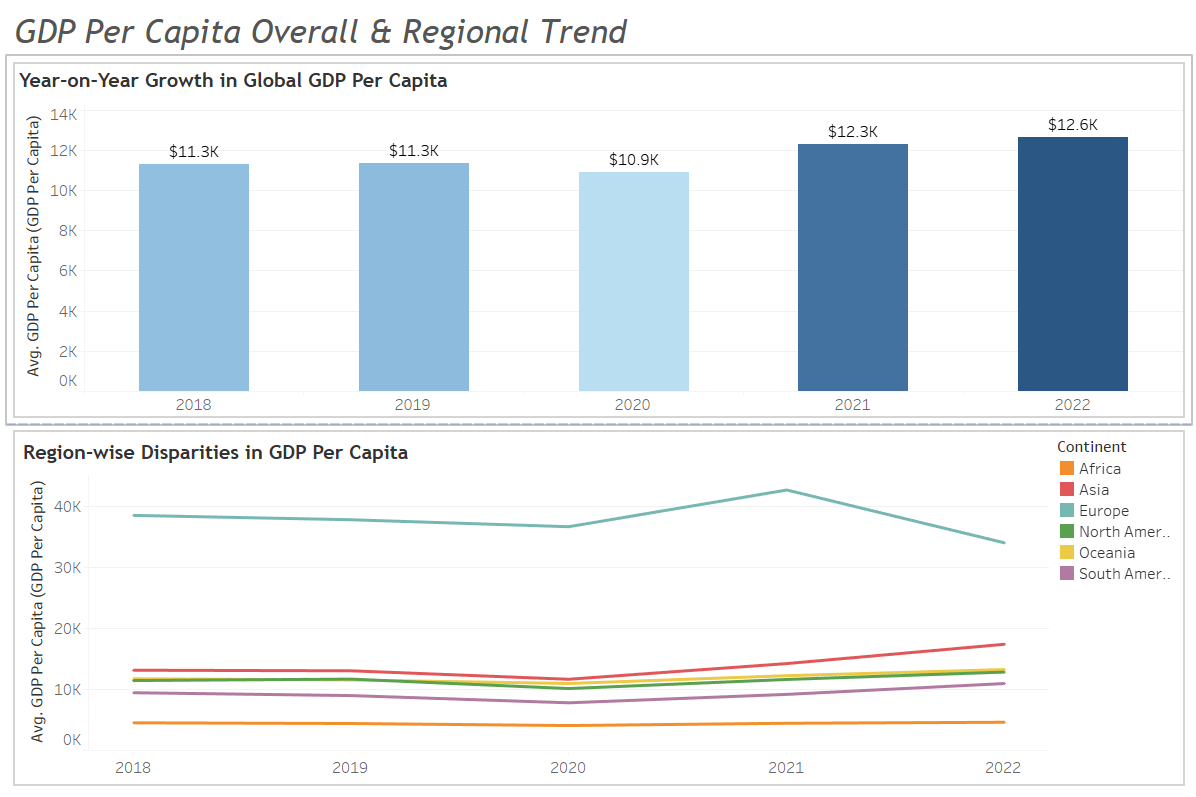 GDP Per Capita Overall & Regional Trend
Year-on-Year Growth in Global GDP Per Capita
Avg. GDP Per Capita (GDP Per Capita)
14K
12K
10K
8K
6K
4K
2K
0K
$11.3K
$11.3K
$10.9K
$12.3K
$12.6K
2018
2019
2020
2021
2022
Region-wise Disparities in GDP Per Capita
Avg. GDP Per Capita (GDP Per Capita)
40K
30K
20K
10K
0K
2018
2019
2020
2021
2022
Continent
Africa
Asia
Europe
North Amer..
Oceania
South Amer..